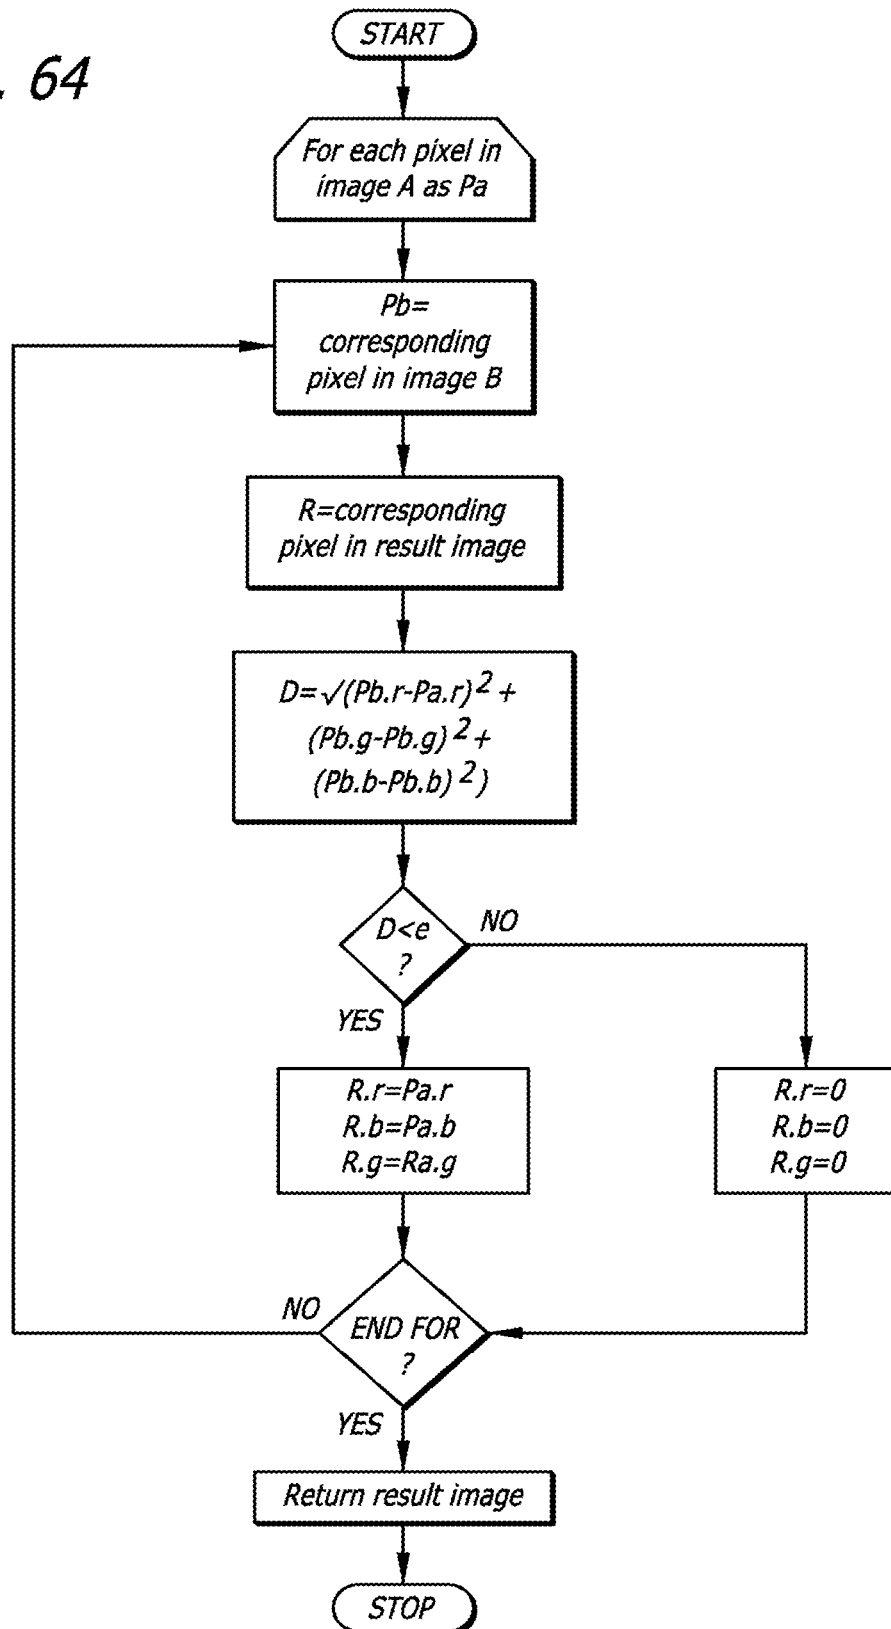 . 64
START
For each pixel in
image A as Pa
Pb=
corresponding
pixel in image B
R=corresponding
pixel in result image
D=√(Pb.r-Pa.r)²+
(Pb.g-Pb.g)²+
(Pb.b-Pb.b)²)
D<e
?
NO
YES
R.r=Pa.r
R.b=Pa.b
R.g=Ra.g
R.r=0
R.b=0
R.g=0
NO
END FOR
?
YES
Return result image
STOP